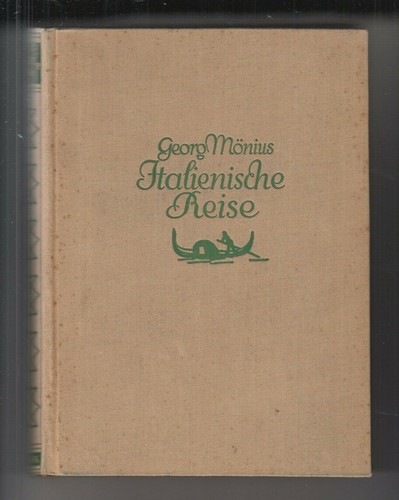 Georg Mönius
Italienische
Reise